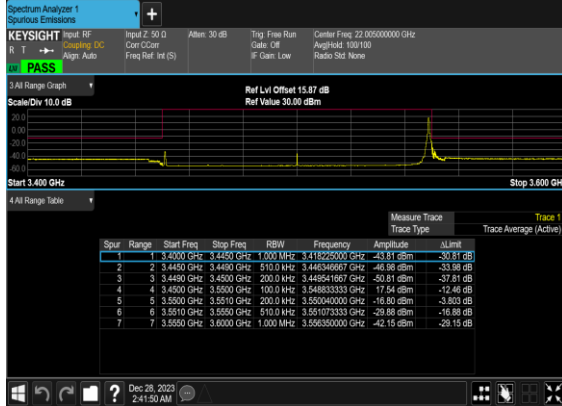 Spectrum Analyzer 1
Spurious Emissions
KEYSIGHT Input: RF Input Z: 50 Ω Atten: 30 dB Trig: Free Run Center Freq: 22.005000000 GHz
R T Coupling: DC Corr CCorr Gate: Off Avg|Hold: 100/100
Align: Auto Freq Ref: Int (S) IF Gain: Low Radio Std: None
PASS
3 All Range Graph
Ref Lvl Offset 15.87 dB
Scale/Div 10.0 dB Ref Value 30.00 dBm
20.0
0.00
-20.0
-40.0
-60.0
Start 3.400 GHz Stop 3.600 GH
4 All Range Table
Measure Trace Trace 1
Trace Type Trace Average (Active)
Spur Range Start Freq Stop Freq RBW Frequency Amplitude ΔLimit
1 1 3.4000 GHz 3.4450 GHz 1.000 MHz 3.418225000 GHz -43.81 dBm -30.81 dB
2 2 3.4450 GHz 3.4490 GHz 510.0 kHz 3.446346667 GHz -46.98 dBm -33.98 dB
3 3 3.4490 GHz 3.4500 GHz 200.0 kHz 3.449541667 GHz -50.81 dBm -37.81 dB
4 4 3.4500 GHz 3.5500 GHz 100.0 kHz 3.548833333 GHz 17.54 dBm -12.46 dB
5 5 3.5500 GHz 3.5510 GHz 200.0 kHz 3.550040000 GHz -16.80 dBm -3.803 dB
6 6 3.5510 GHz 3.5550 GHz 510.0 kHz 3.551073333 GHz -29.88 dBm -16.88 dB
7 7 3.5550 GHz 3.6000 GHz 1.000 MHz 3.556350000 GHz -42.15 dBm -29.15 dB
Dec 28, 2023
2:41:50 AM